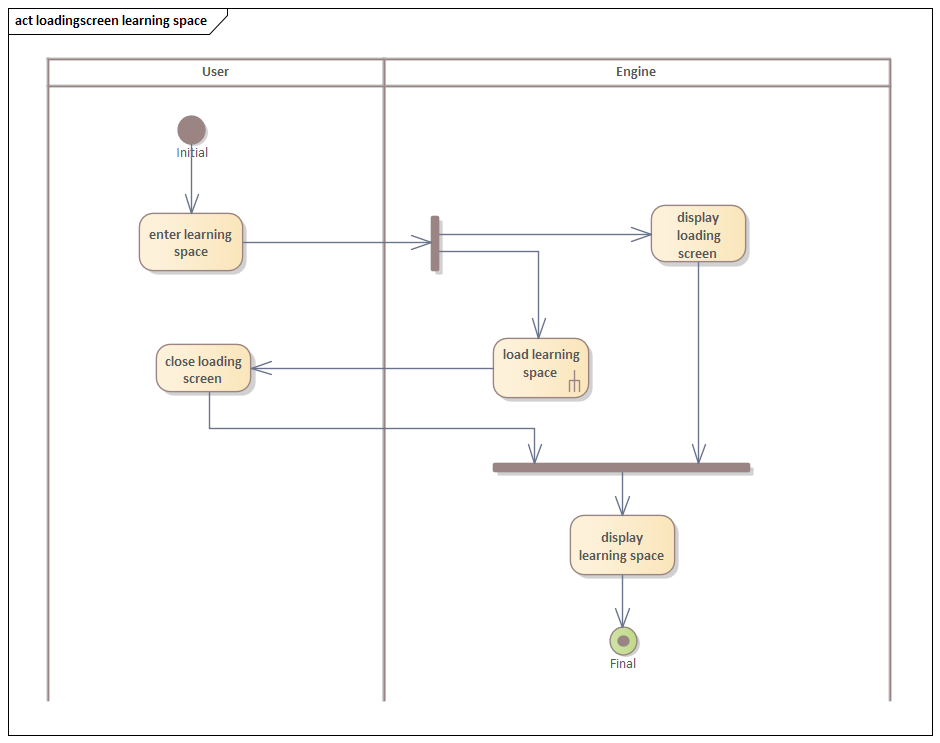 act loadingscreen learning space
User
Engine
Initial
enter learning
space
display
loading
screen
close loading
screen
load learning
space
display
learning space
Final